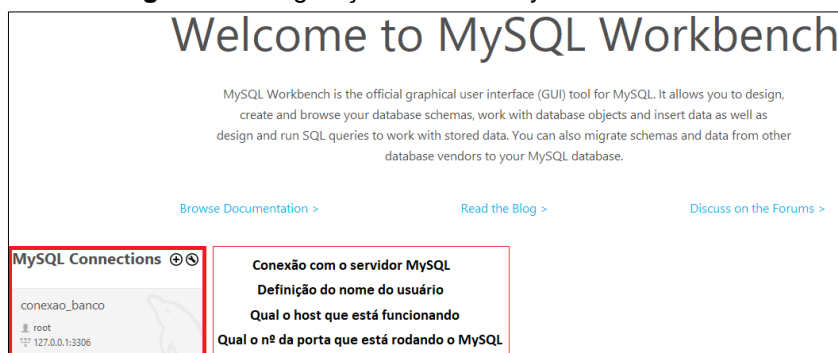 Welcome to MySQL Workbench
MySQL Workbench is the official graphical user interface (GUI) tool for MySQL. It allows you to design,
create and browse your database schemas, work with database objects and insert data as well as
design and run SQL queries to work with stored data. You can also migrate schemas and data from other
database vendors to your MySQL database.
Browse Documentation > Read the Blog > Discuss on the Forums >
MySQL Connections
conexao_banco
root
127.0.0.1:3306
Conexão com o servidor MySQL
Definição do nome do usuário
Qual o host que está funcionando
Qual o nº da porta que está rodando o MySQL